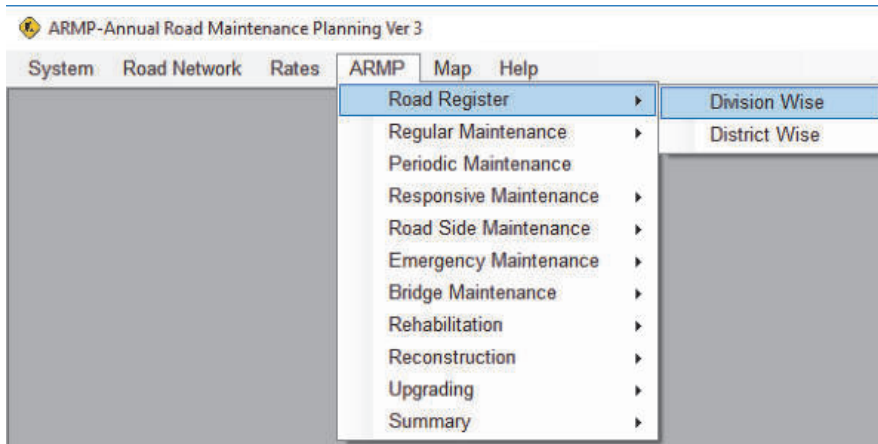 ARMP-Annual Road Maintenance Planning Ver 3
System Road Network Rates ARMP Map Help
Road Register Division Wise
Regular Maintenance District Wise
Periodic Maintenance
Responsive Maintenance
Road Side Maintenance
Emergency Maintenance
Bridge Maintenance
Rehabilitation
Reconstruction
Upgrading
Summary